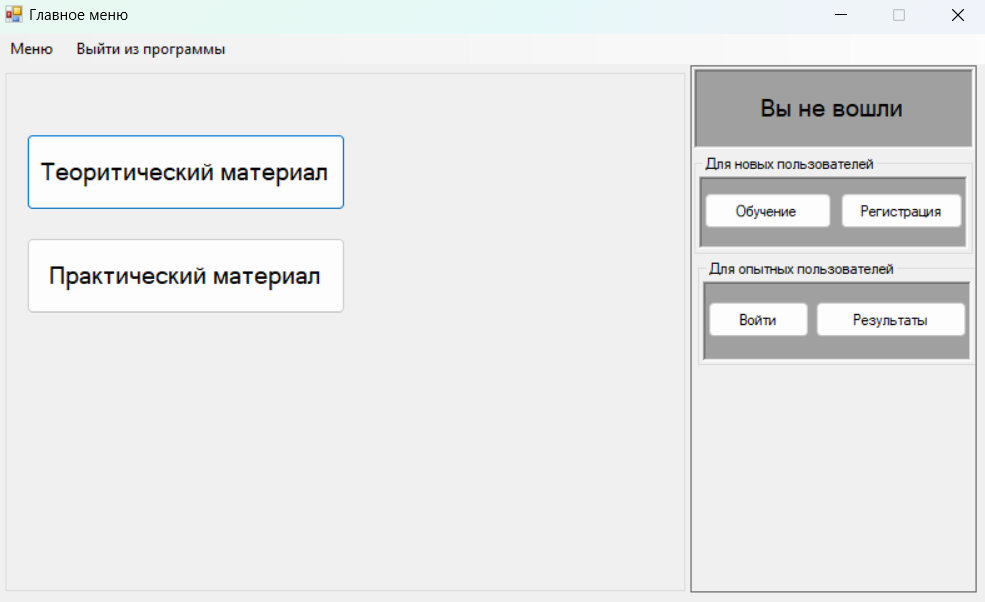 Главное меню
Меню Выйти из программы
Теоритический материал
Практический материал
Вы не вошли
Для новых пользователей
Обучение Регистрация
Для опытных пользователей
Войти Результаты